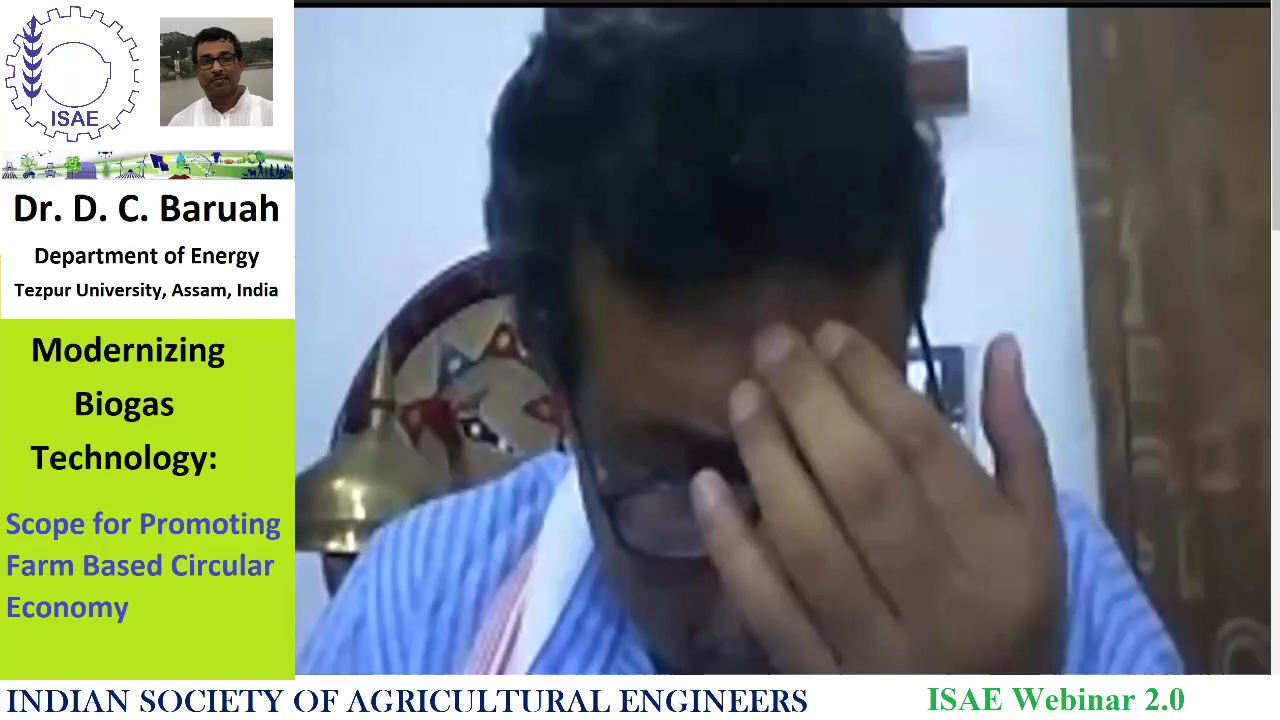 ISAE
Dr. D. C. Baruah
Department of Energy
Tezpur University, Assam, India
Modernizing
Biogas
Technology:
Scope for Promoting
Farm Based Circular
Economy
INDIAN SOCIETY OF AGRICULTURAL ENGINEERS
ISAE Webinar 2.0